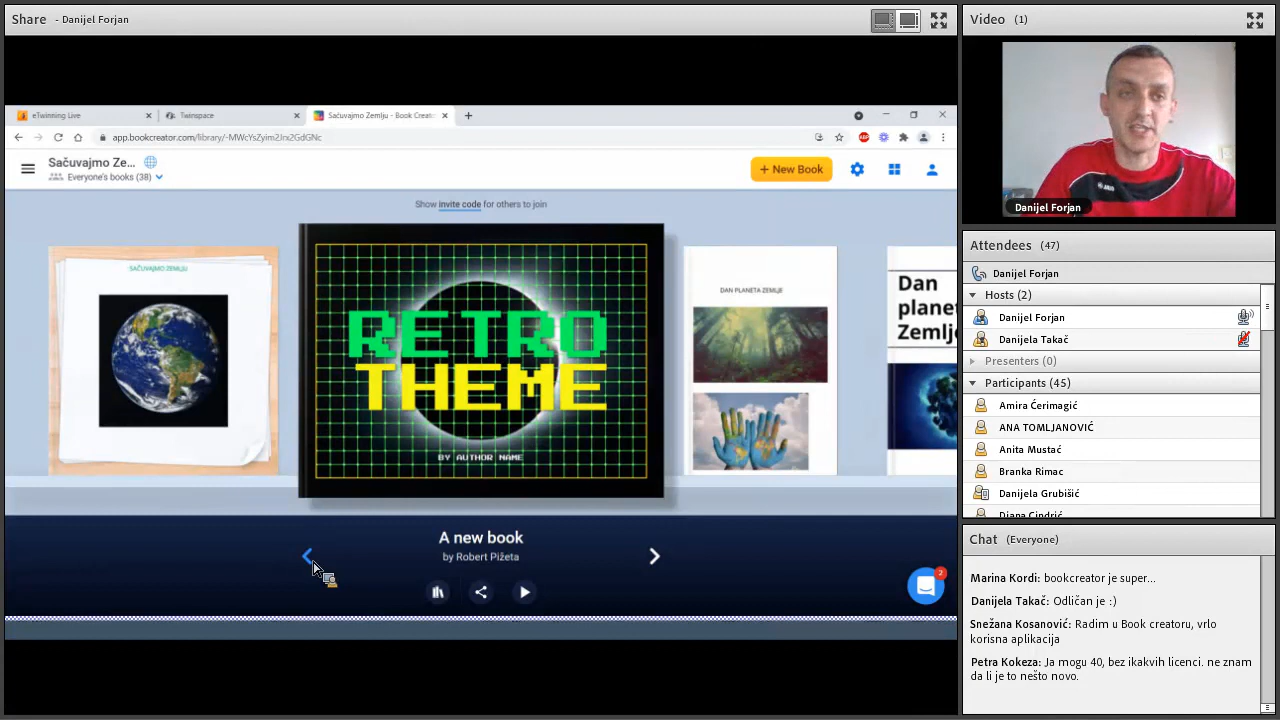 Share - Danijel Forjan
eTwinning Live
Twinspace
Sačuvajmo Zemlju - Book Creato
app.bookcreator.com/library/-MWcYsZyim2Jrx2GdGNc
Sačuvajmo Ze...
Everyone's books (38)
+ New Book
Show invite code for others to join
SAČUVAJMO ZEMLJU
RETRO
THEME
BY AUTHOR NAME
DAN PLANETA ZEMLJE
Dan
planet
Zemlje
A new book
by Robert Pižeta
2
Video (1)
Danijel Forjan
Attendees (47)
Danijel Forjan
Hosts (2)
Danijel Forjan
Danijela Takač
Presenters (0)
Participants (45)
Amira Ćerimagić
ANA TOMLJANOVIĆ
Anita Mustać
Branka Rimac
Danijela Grubišić
Diana Cindrić
Chat (Everyone)
Marina Kordi: bookcreator je super...
Danijela Takač: Odličan je :)
Snežana Kosanović: Radim u Book creatoru, vrlo
korisna aplikacija
Petra Kokeza: Ja mogu 40, bez ikakvih licenci. ne znam
da li je to nešto novo.